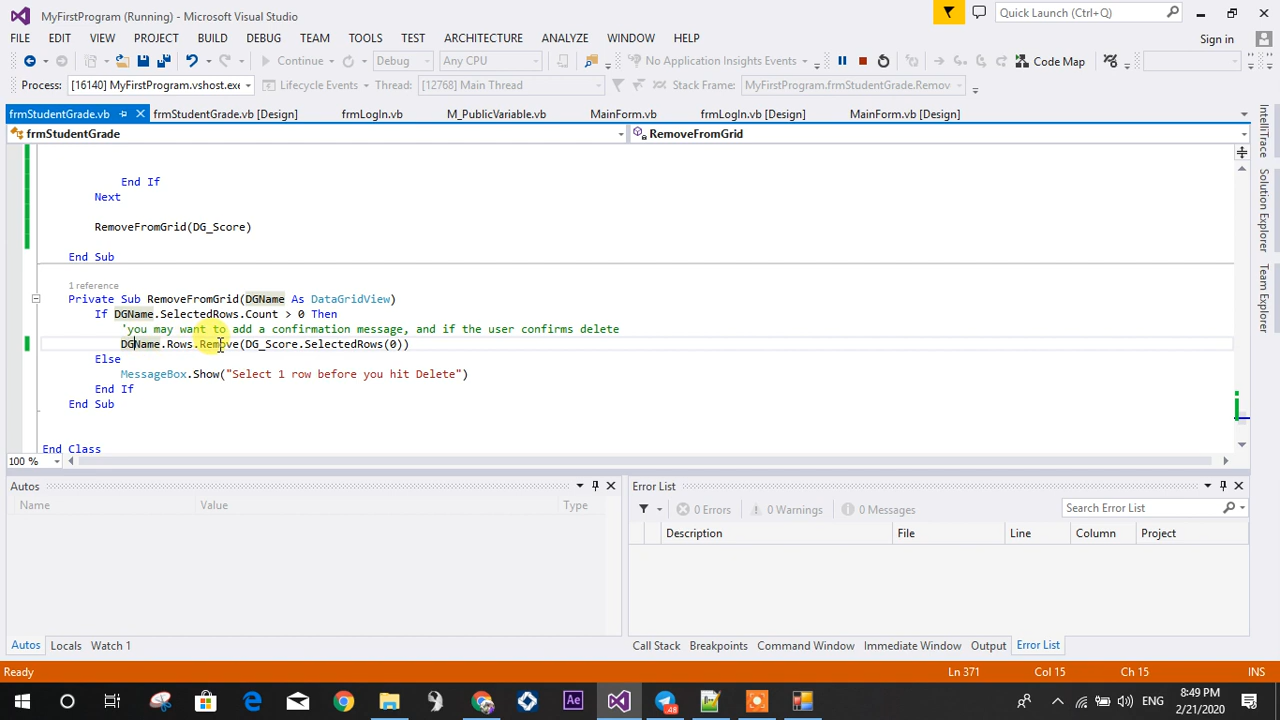 MyFirstProgram (Running) - Microsoft Visual Studio
Quick Launch (Ctrl+Q)
FILE EDIT VIEW PROJECT BUILD DEBUG TEAM TOOLS TEST ARCHITECTURE ANALYZE WINDOW HELP
Sign in
Continue Debug Any CPU No Application Insights Events Code Map
Process: [16140] MyFirstProgram.vshost.exe Lifecycle Events Thread: [12768] Main Thread Stack Frame: MyFirstProgram.frmStudentGrade.Remov
frmStudentGrade.vb frmStudentGrade.vb [Design] frmLogIn.vb M_PublicVariable.vb MainForm.vb frmLogIn.vb [Design] MainForm.vb [Design]
frmStudentGrade RemoveFromGrid
End If
Next
RemoveFromGrid(DG_Score)
End Sub
1 reference
Private Sub RemoveFromGrid(DGName As DataGridView)
If DGName.SelectedRows.Count > 0 Then
'you may want to add a confirmation message, and if the user confirms delete
DGName.Rows.Remove(DG_Score.SelectedRows(0))
Else
MessageBox.Show("Select 1 row before you hit Delete")
End If
End Sub
End Class
100 %
IntelliTrace
Solution Explorer
Team Explorer
Autos
Name Value Type
Error List
0 Errors 0 Warnings 0 Messages Search Error List
Description File Line Column Project
Autos Locals Watch 1
Call Stack Breakpoints Command Window Immediate Window Output Error List
Ready Ln 371 Col 15 Ch 15 INS
Ae
48
ENG
8:49 PM
2/21/2020